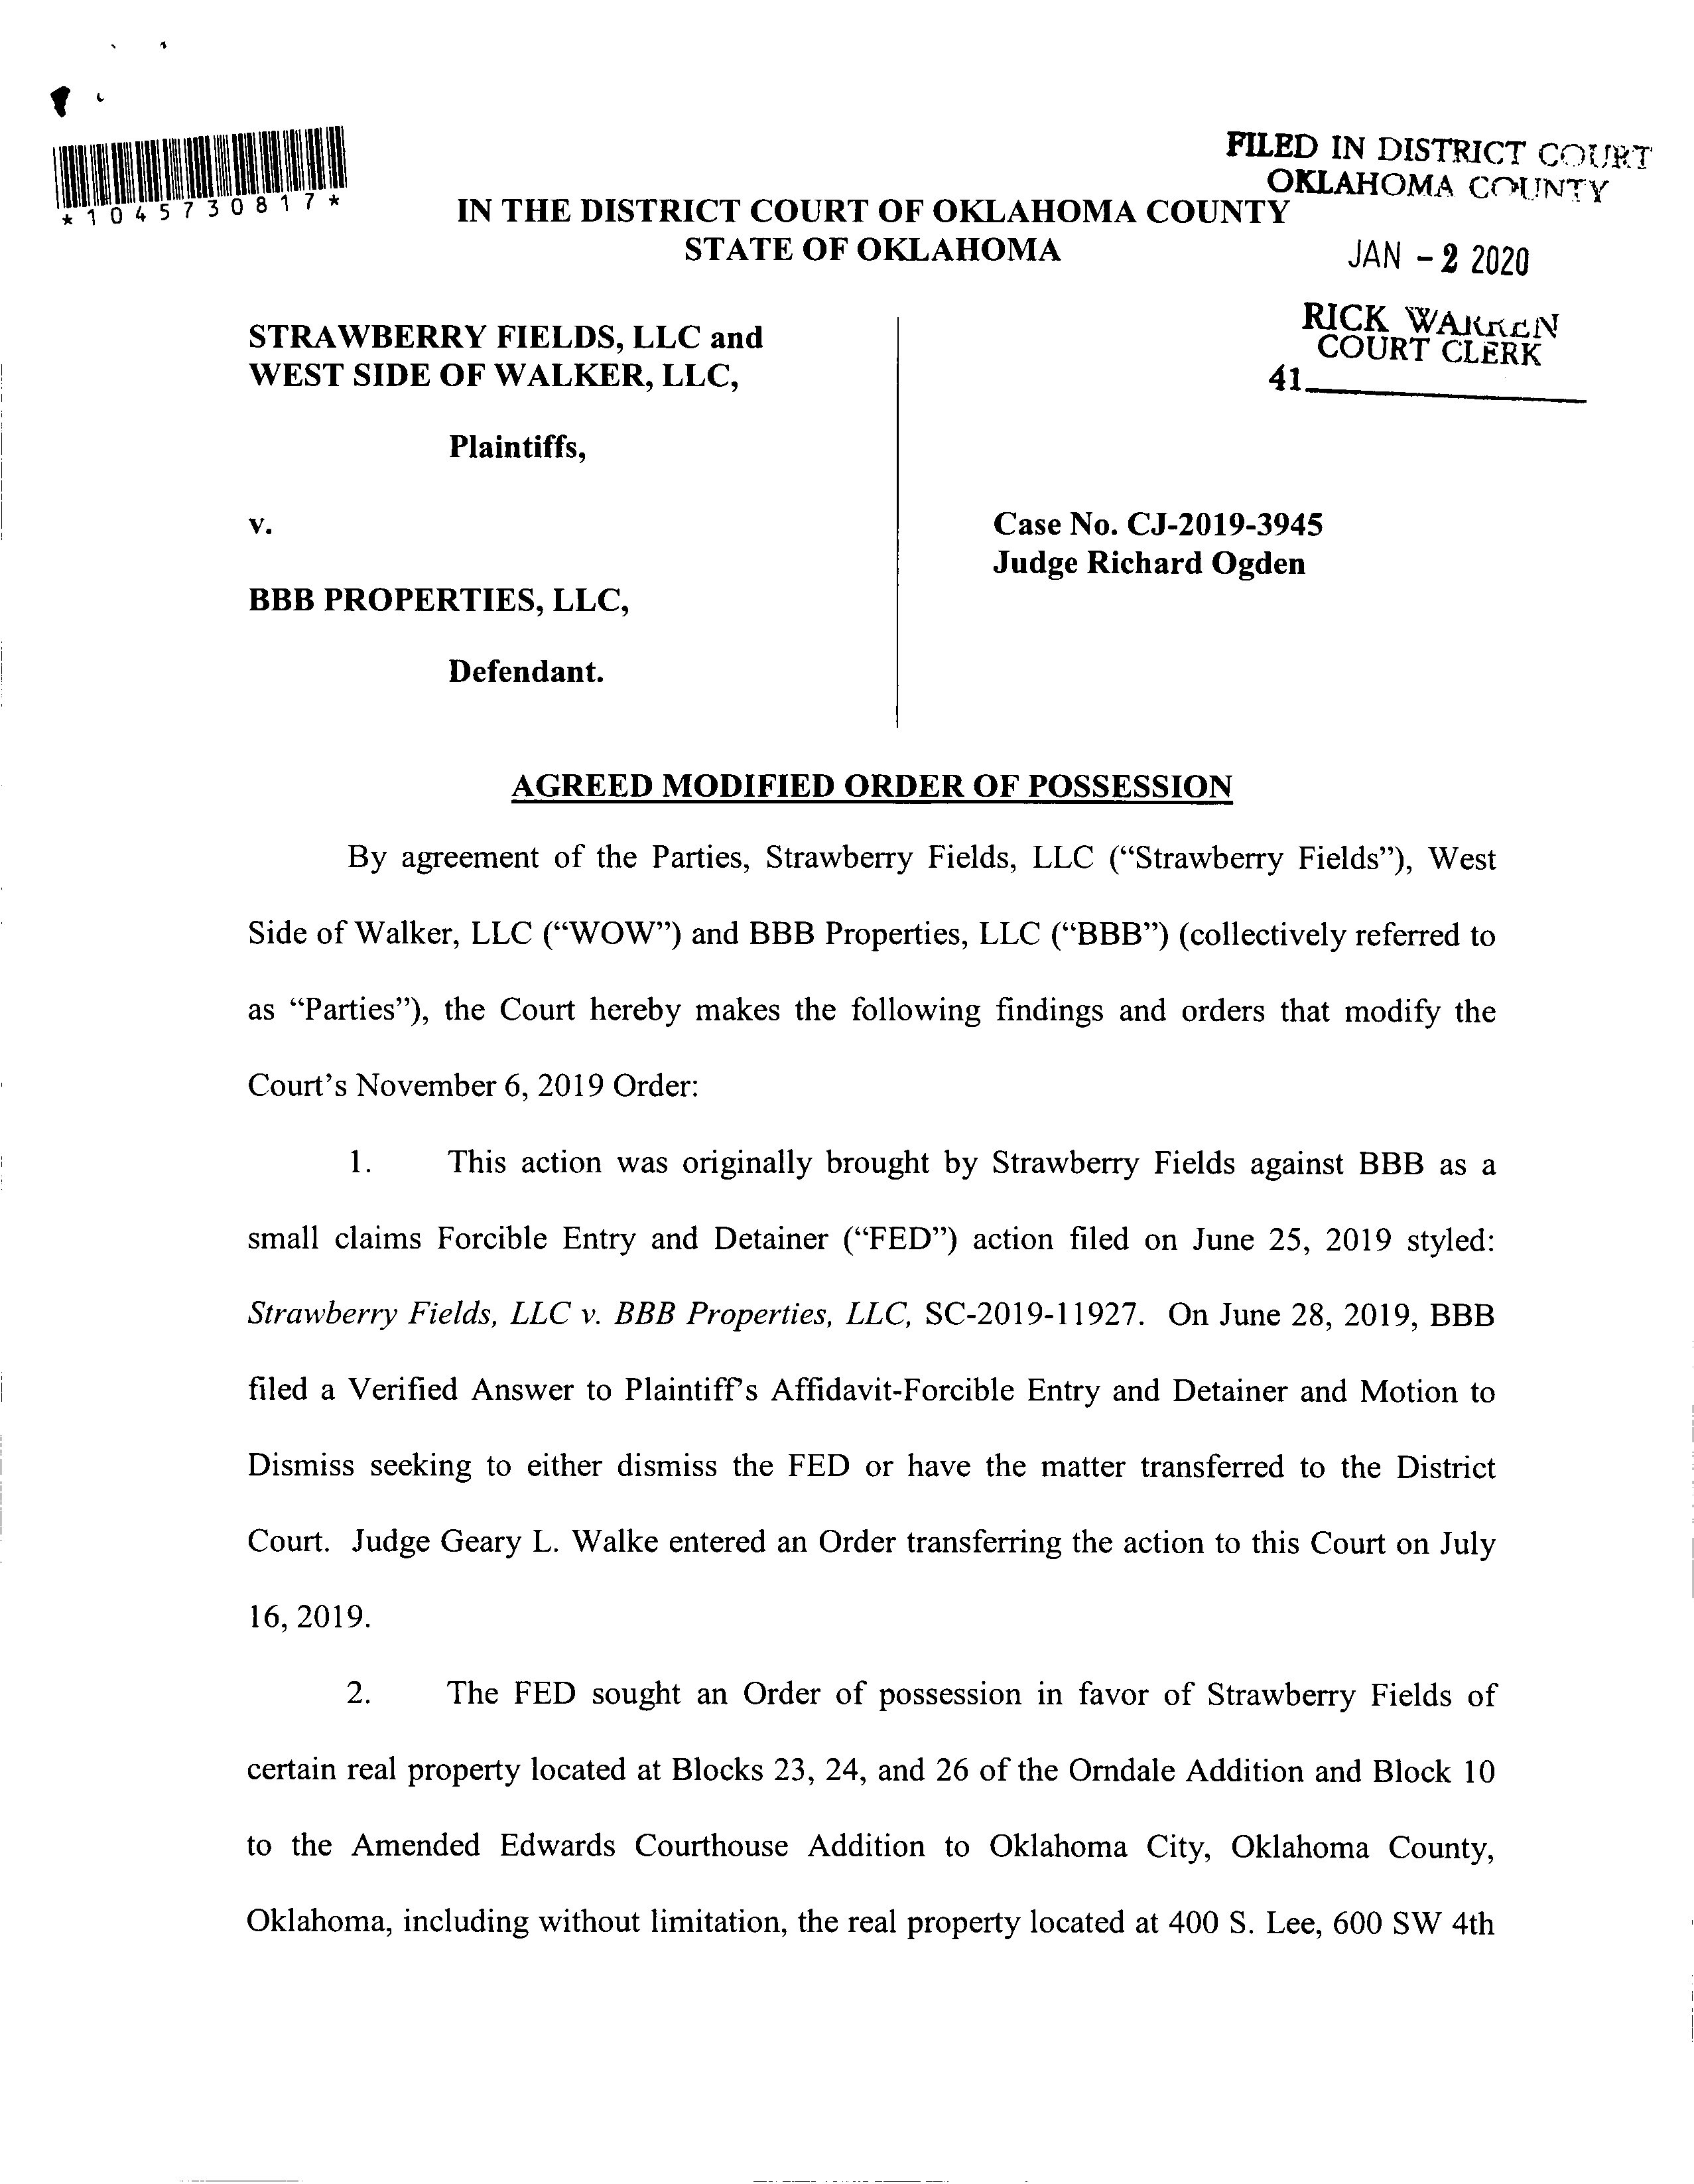 *1045730817*
FILED IN DISTRICT COURT
OKLAHOMA COUNTY
IN THE DISTRICT COURT OF OKLAHOMA COUNTY
STATE OF OKLAHOMA
JAN - 2 2020
RICK WARREN
COURT CLERK
41
STRAWBERRY FIELDS, LLC and
WEST SIDE OF WALKER, LLC,
Plaintiffs,
v.
Case No. CJ-2019-3945
Judge Richard Ogden
BBB PROPERTIES, LLC,
Defendant.
AGREED MODIFIED ORDER OF POSSESSION
By agreement of the Parties, Strawberry Fields, LLC (“Strawberry Fields”), West
Side of Walker, LLC (“WOW”) and BBB Properties, LLC (“BBB”) (collectively referred to
as “Parties”), the Court hereby makes the following findings and orders that modify the
Court’s November 6, 2019 Order:
1. This action was originally brought by Strawberry Fields against BBB as a
small claims Forcible Entry and Detainer (“FED”) action filed on June 25, 2019 styled:
Strawberry Fields, LLC v. BBB Properties, LLC, SC-2019-11927. On June 28, 2019, BBB
filed a Verified Answer to Plaintiff’s Affidavit-Forcible Entry and Detainer and Motion to
Dismiss seeking to either dismiss the FED or have the matter transferred to the District
Court. Judge Geary L. Walke entered an Order transferring the action to this Court on July
16, 2019.
2. The FED sought an Order of possession in favor of Strawberry Fields of
certain real property located at Blocks 23, 24, and 26 of the Orndale Addition and Block 10
to the Amended Edwards Courthouse Addition to Oklahoma City, Oklahoma County,
Oklahoma, including without limitation, the real property located at 400 S. Lee, 600 SW 4th